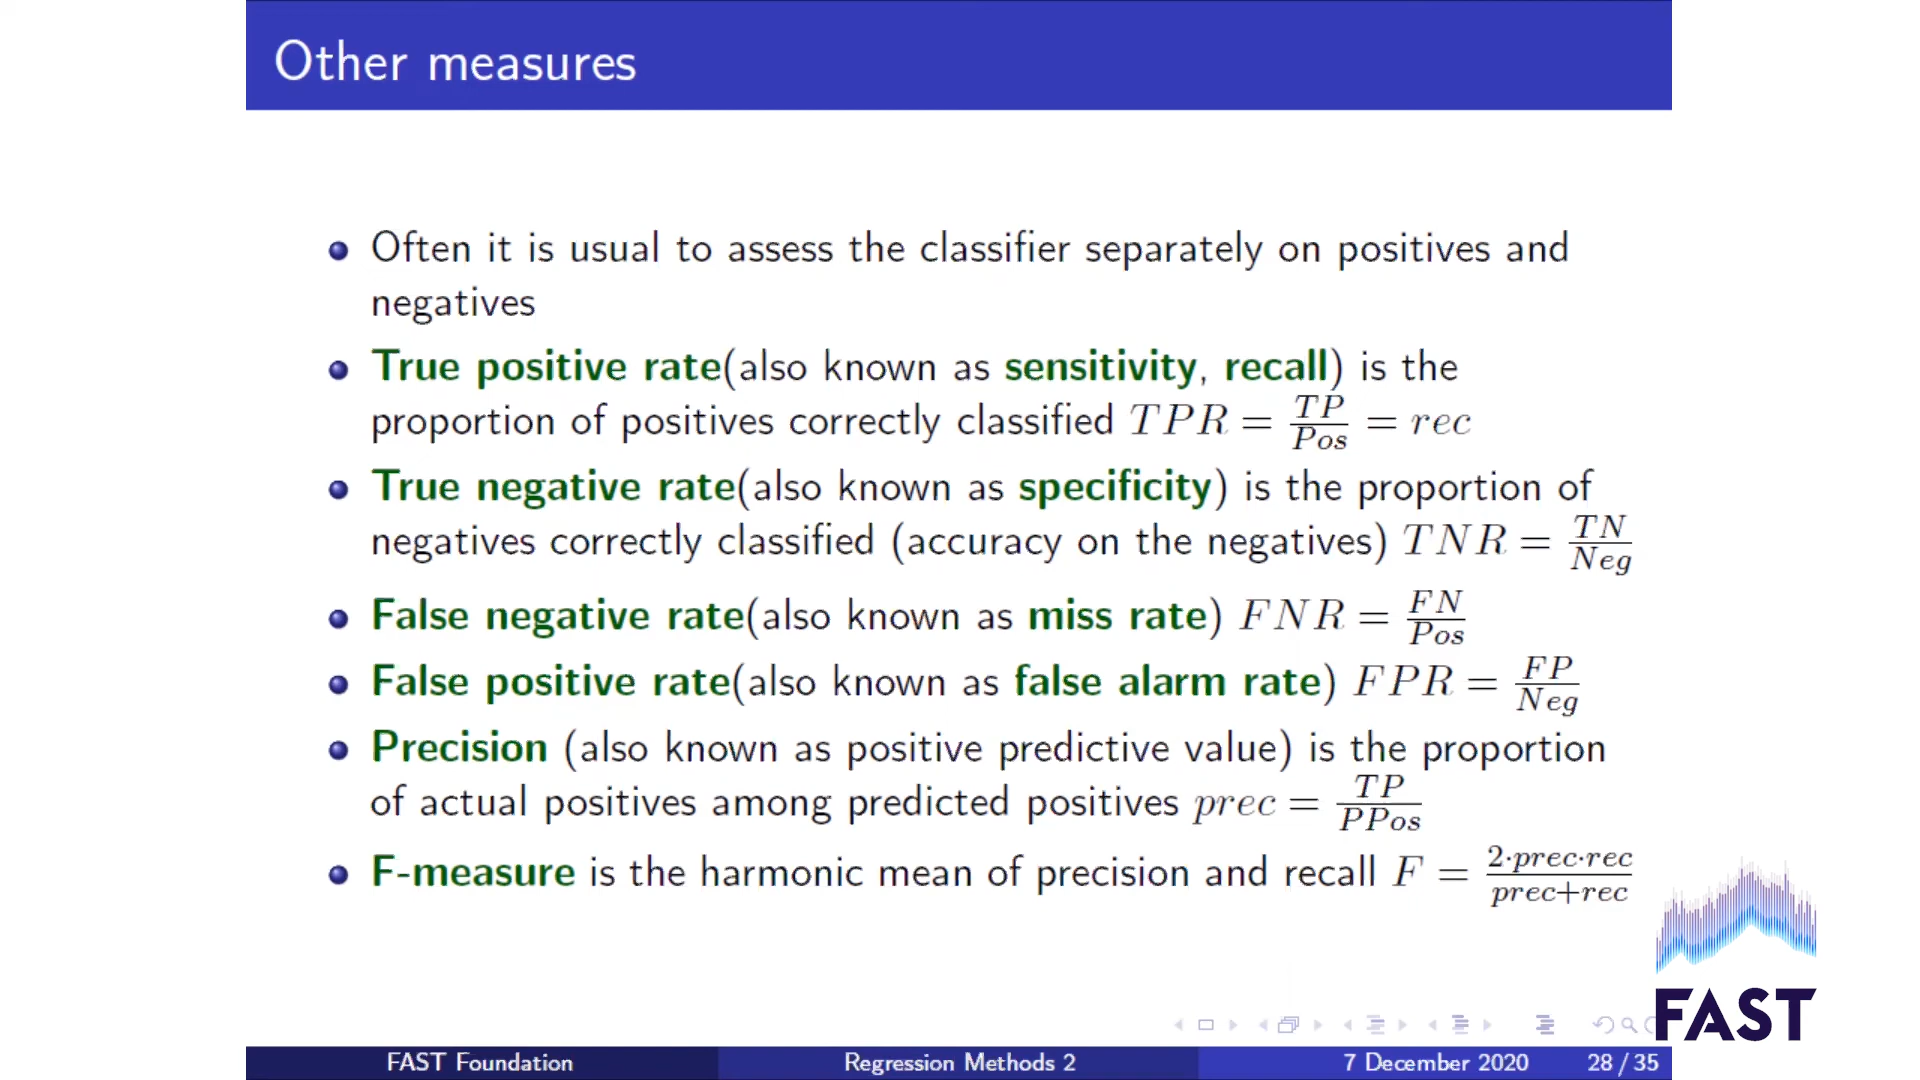 Other measures
Often it is usual to assess the classifier separately on positives and
negatives
True positive rate(also known as sensitivity, recall) is the
proportion of positives correctly classified TPR = TP/Pos = rec
True negative rate(also known as specificity) is the proportion of
negatives correctly classified (accuracy on the negatives) TNR = TN/Neg
False negative rate(also known as miss rate) FNR = FN/Pos
False positive rate(also known as false alarm rate) FPR = FP/Neg
Precision (also known as positive predictive value) is the proportion
of actual positives among predicted positives prec = TP/PPos
F-measure is the harmonic mean of precision and recall F = 2·prec·rec/prec+rec
FAST
FAST Foundation Regression Methods 2 7 December 2020 28 / 35